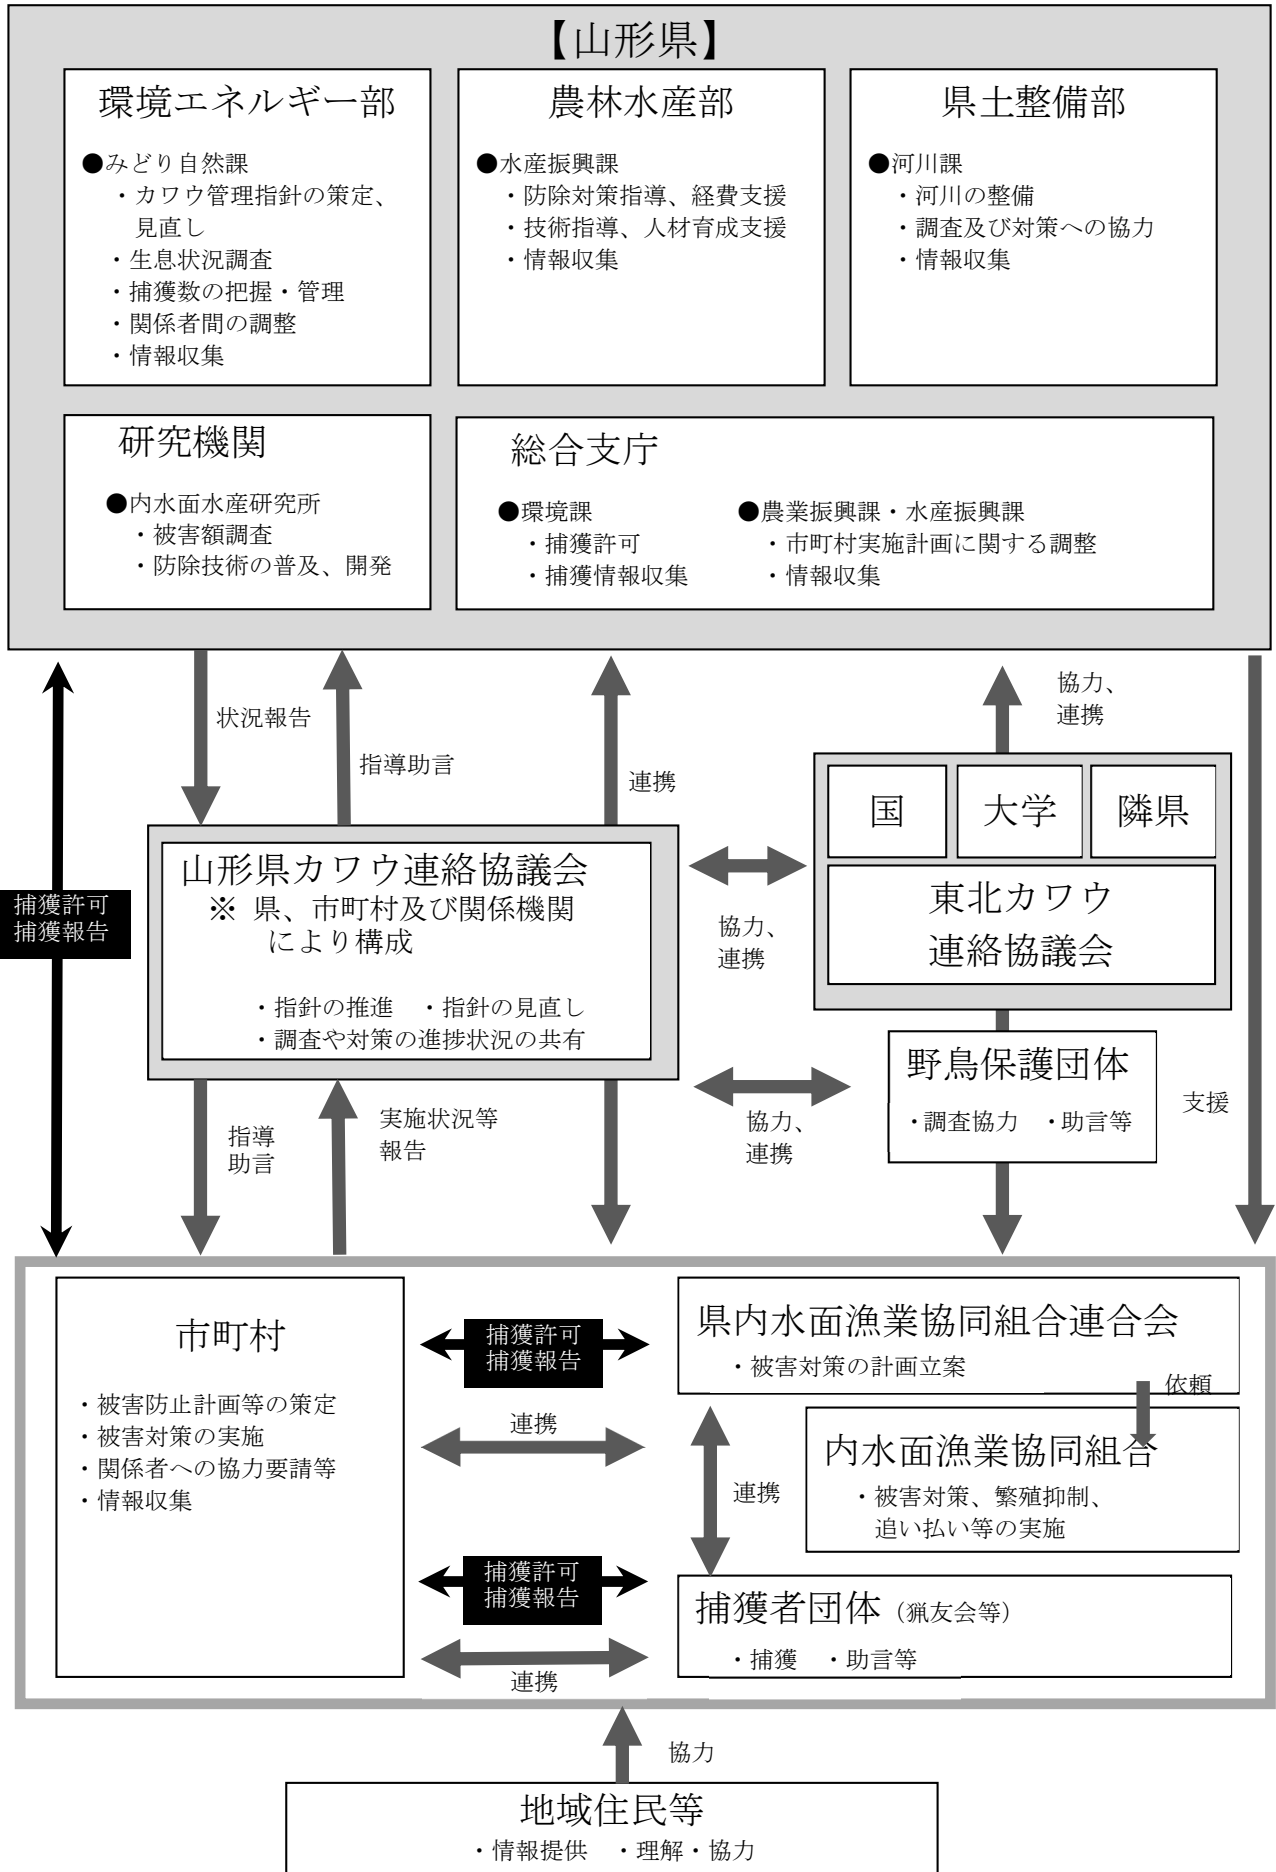 【山形県】
環境エネルギー部
●みどり自然課
・カワウ管理指針の策定、
見直し
・生息状況調査
・捕獲数の把握・管理
・関係者間の調整
・情報収集
農林水産部
●水産振興課
・防除対策指導、経費支援
・技術指導、人材育成支援
・情報収集
県土整備部
●河川課
・河川の整備
・調査及び対策への協力
・情報収集
研究機関
●内水面水産研究所
・被害額調査
・防除技術の普及、開発
総合支庁
●環境課
・捕獲許可
・捕獲情報収集
●農業振興課・水産振興課
・市町村実施計画に関する調整
・情報収集
状況報告
指導助言
連携
協力、
連携
捕獲許可
捕獲報告
山形県カワウ連絡協議会
※ 県、市町村及び関係機関
により構成
・指針の推進 ・指針の見直し
・調査や対策の進捗状況の共有
協力、
連携
国
大学
隣県
東北カワウ
連絡協議会
野鳥保護団体
・調査協力 ・助言等
協力、
連携
支援
指導
助言
実施状況等
報告
市町村
・被害防止計画等の策定
・被害対策の実施
・関係者への協力要請等
・情報収集
捕獲許可
捕獲報告
連携
県内水面漁業協同組合連合会
・被害対策の計画立案
依頼
内水面漁業協同組合
・被害対策、繁殖抑制、
追い払い等の実施
連携
捕獲許可
捕獲報告
連携
捕獲者団体（猟友会等）
・捕獲 ・助言等
協力
地域住民等
・情報提供 ・理解・協力